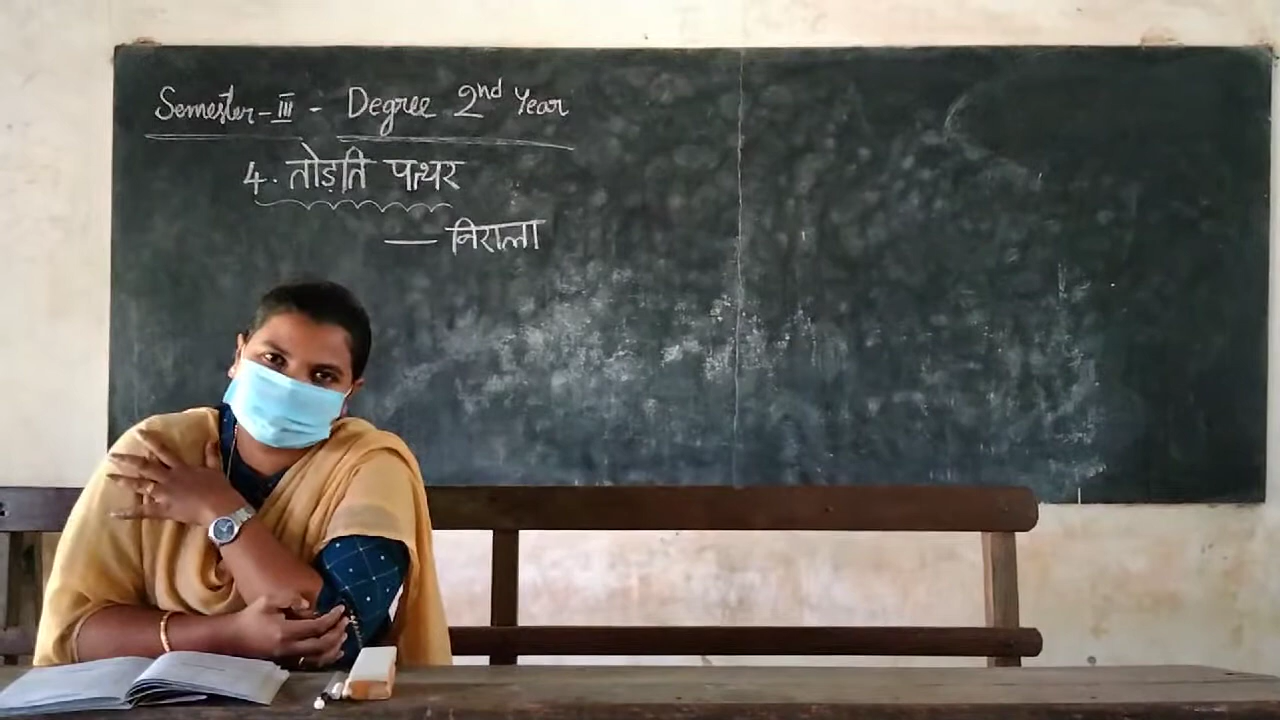 Semester-III - Degree 2nd Year
4. तोड़ति पत्थर
— निराला